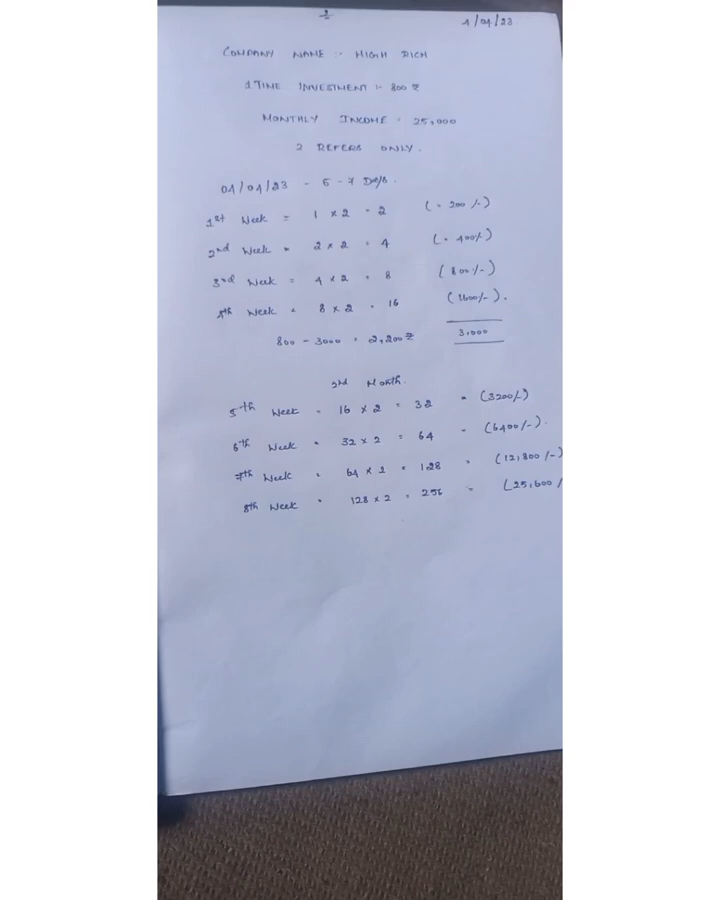 2
1/04/23
COMPANY NAME :- HIGH RICH
1 TIME INVESTMENT :- 800 ₹
MONTHLY INCOME = 25,000
2 REFERS ONLY.
01/04/23 - 5 - 7 Days.
1st Week = 1 x 2 = 2 (= 200/-)
2nd Week = 2 x 2 = 4 (= 400/-)
3rd Week = 4 x 2 = 8 (800/-)
4th Week = 8 x 2 = 16 (1600/-).
800 - 3000 = 2,200 ₹ 3,000
2nd Month.
5th Week = 16 x 2 = 32 = (3200/-)
6th Week = 32 x 2 = 64 = (6400/-).
7th Week = 64 x 2 = 128 = (12,800/-)
8th Week = 128 x 2 = 256 = (25,600/